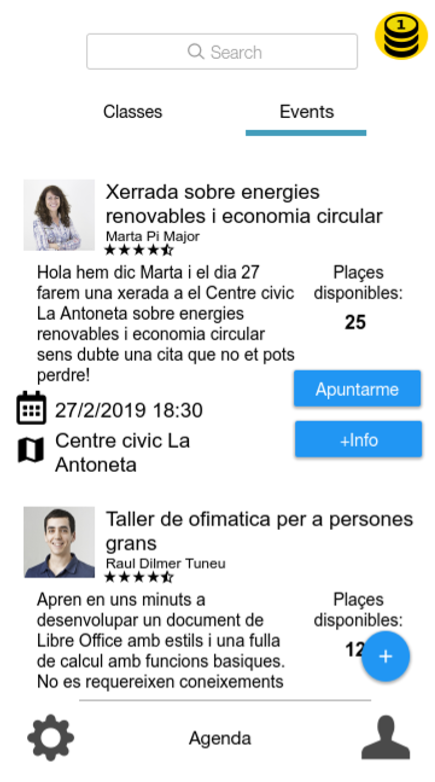 1
Search
Classes
Events
Xerrada sobre energies
renovables i economia circular
Marta Pi Major
Hola hem dic Marta i el dia 27
farem una xerada a el Centre civic
La Antoneta sobre energies
renovables i economia circular
sens dubte una cita que no et pots
perdre!
Plaçes
disponibles:
25
Apuntarme
+Info
27/2/2019 18:30
Centre civic La
Antoneta
Taller de ofimatica per a persones
grans
Raul Dilmer Tuneu
Apren en uns minuts a
desenvolupar un document de
Libre Office amb estils i una fulla
de calcul amb funcions basiques.
No es requereixen coneixements
Plaçes
disponibles:
12
+
Agenda